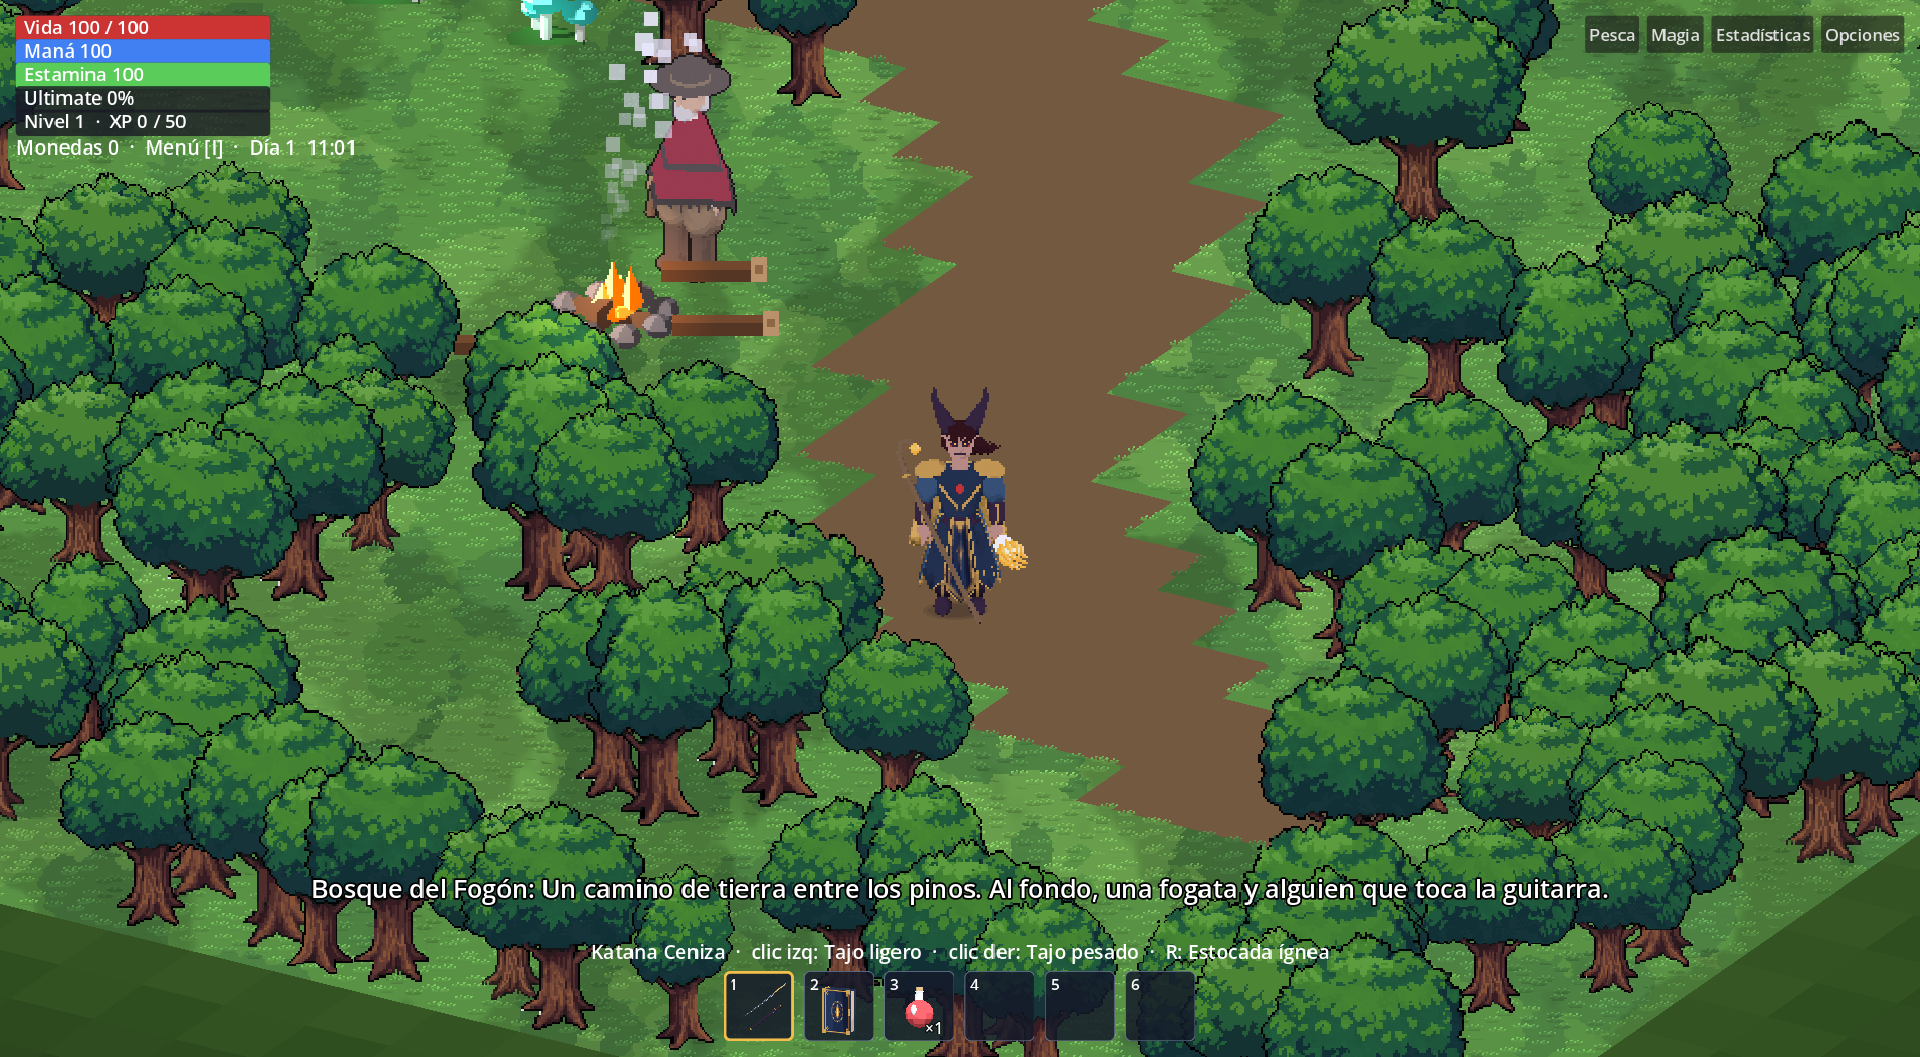 Vida 100 / 100
Maná 100
Estamina 100
Ultimate 0%
Nivel 1 · XP 0 / 50
Monedas 0 · Menú [I] · Día 1 11:01
Pesca Magia Estadísticas Opciones
Bosque del Fogón: Un camino de tierra entre los pinos. Al fondo, una fogata y alguien que toca la guitarra.
Katana Ceniza · clic izq: Tajo ligero · clic der: Tajo pesado · R: Estocada ígnea
1 2 3 4 5 6
×1